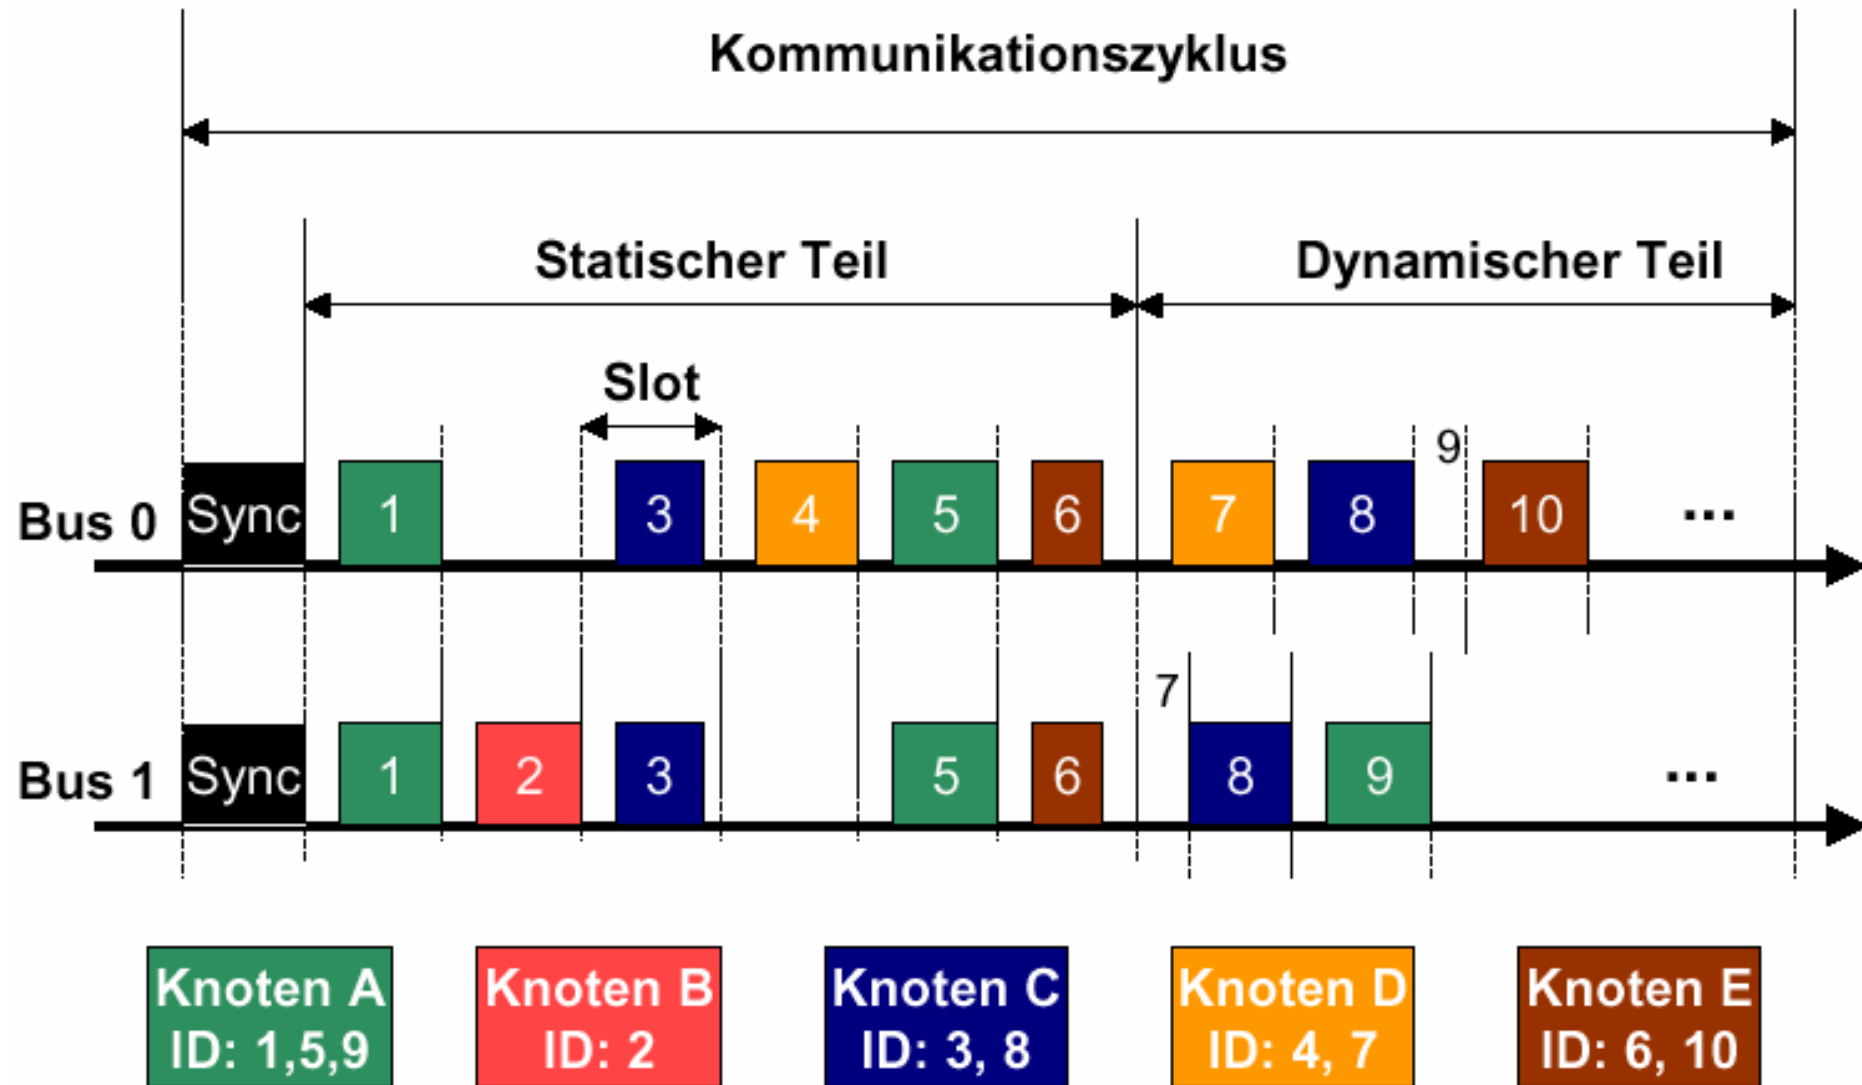 Kommunikationszyklus
Statischer Teil
Dynamischer Teil
Slot
9
Bus 0
Sync
1
3
4
5
6
7
8
10
...
7
Bus 1
Sync
1
2
3
5
6
8
9
...
Knoten A
ID: 1,5,9
Knoten B
ID: 2
Knoten C
ID: 3, 8
Knoten D
ID: 4, 7
Knoten E
ID: 6, 10